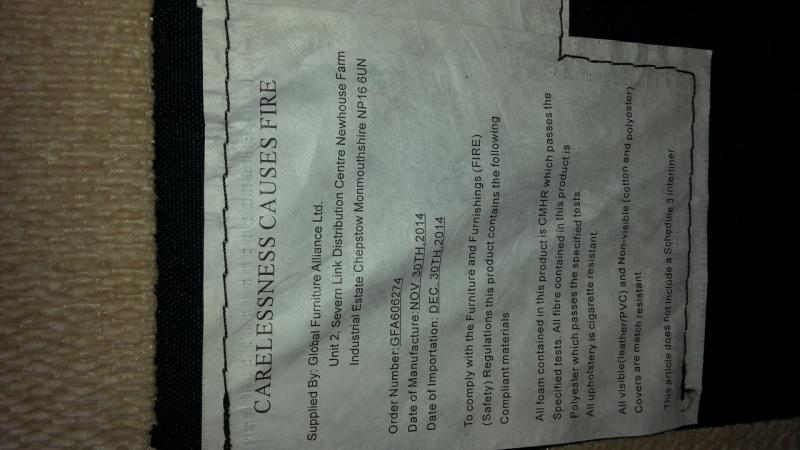 CARELESSNESS CAUSES FIRE
Supplied By: Global Furniture Alliance Ltd.
Unit 2, Severn Link Distribution Centre Newhouse Farm
Industrial Estate Chepstow Monmouthshire NP16 6UN
Order Number:GFA606274
Date of Manufacture:NOV. 30TH,2014
Date of Importation: DEC. 30TH,2014
To comply with the Furniture and Furnishings (FIRE)
(Safety) Regulations this product contains the following
Compliant materials
All foam contained in this product is CMHR which passes the
Specified tests. All fibre contained in this product is
Polyester which passes the specified tests
All upholstery is cigarette resistant.
All visible(leather/PVC) and Non-visible (cotton and polyester)
Covers are match resistant.
This article does not include a Schedule 3 interliner